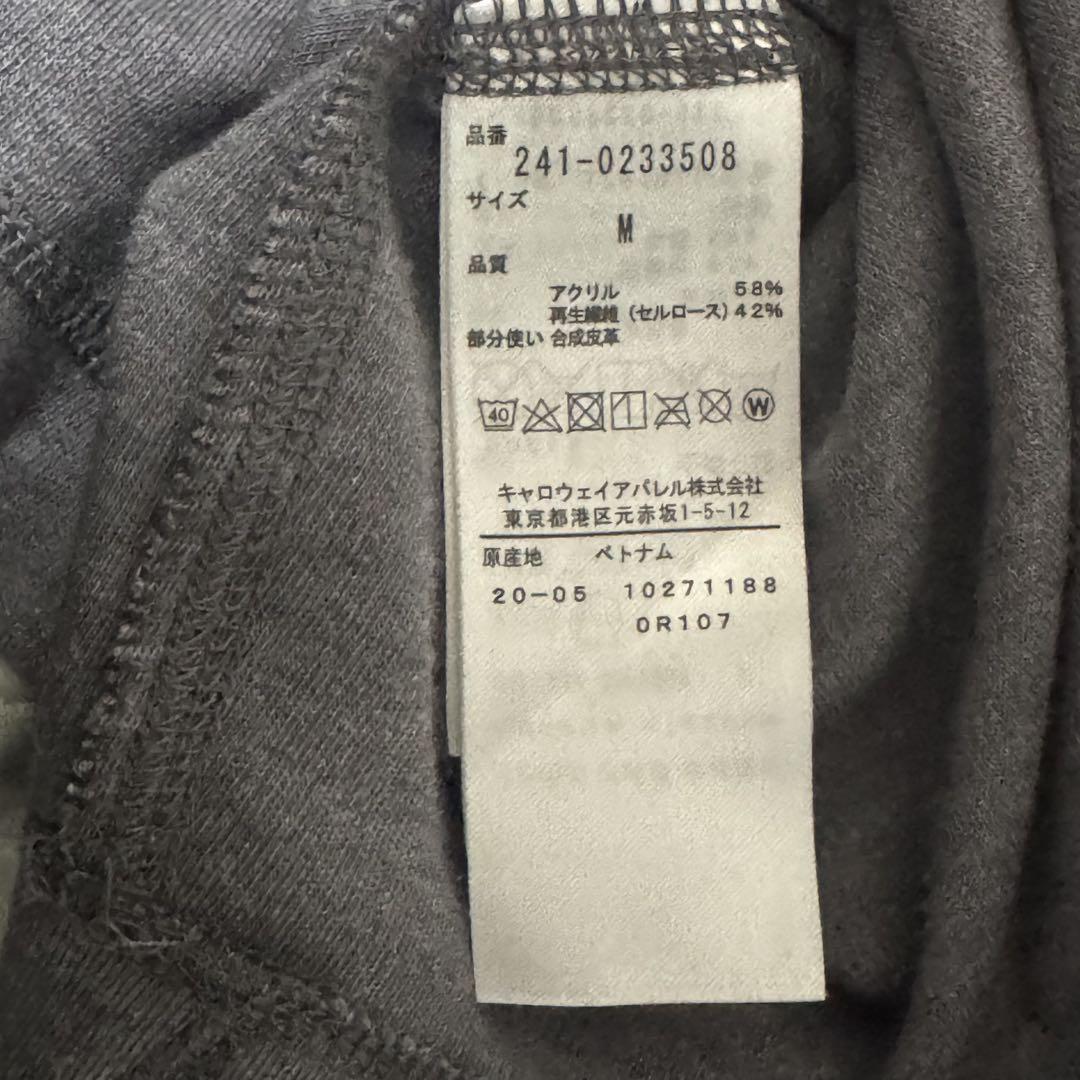 品番
241-0233508
サイズ
M
品質
アクリル 58%
再生繊維 (セルロース) 42%
部分使い 合成皮革
40
W
キャロウェイアパレル株式会社
東京都港区元赤坂1-5-12
原産地 ベトナム
20-05 10271188
0R107